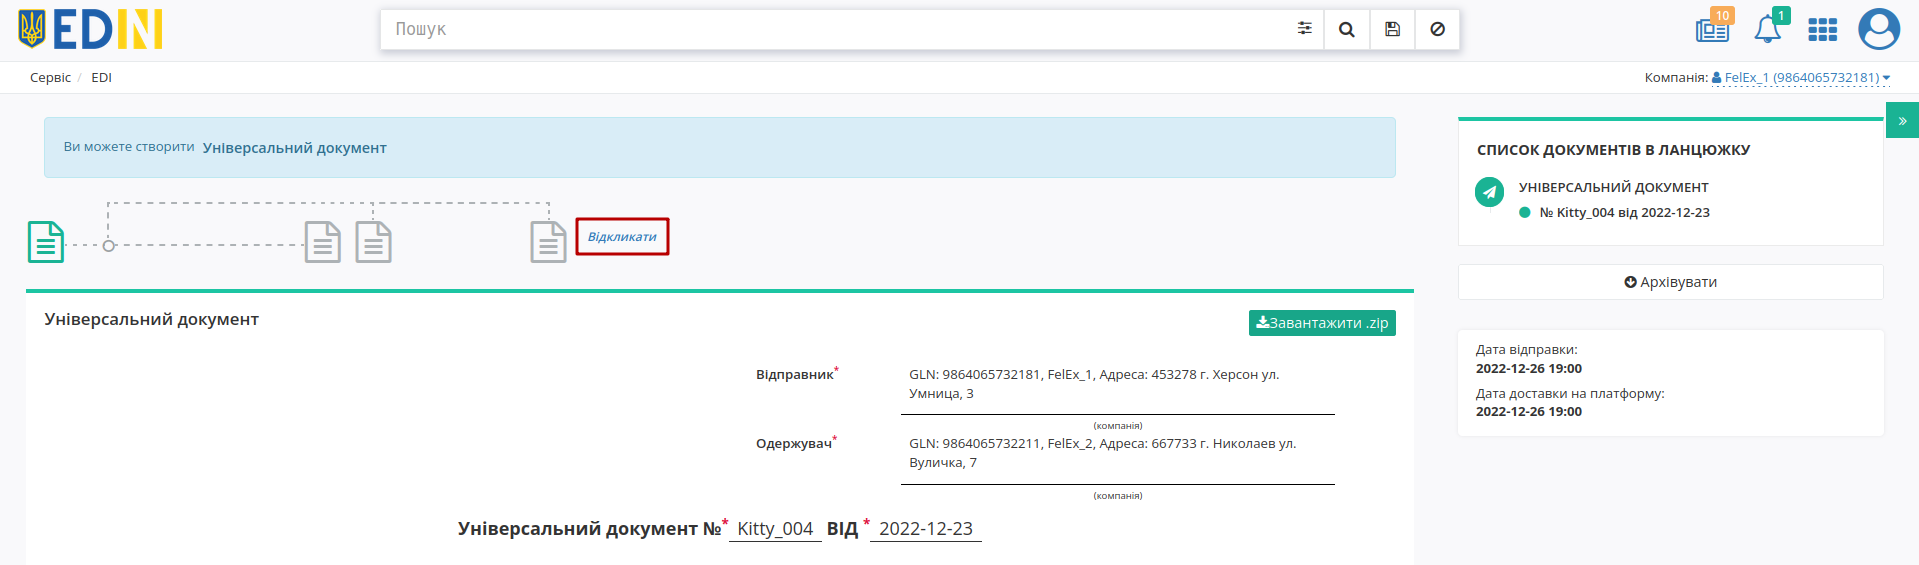 EDIN
Пошук
10
1
Сервіс / EDI
Компанія: FelEx_1 (9864065732181)
Ви можете створити Універсальний документ
»
СПИСОК ДОКУМЕНТІВ В ЛАНЦЮЖКУ
УНІВЕРСАЛЬНИЙ ДОКУМЕНТ
№ Kitty_004 від 2022-12-23
Відкликати
Архівувати
Універсальний документ
Завантажити .zip
Дата відправки:
2022-12-26 19:00
Дата доставки на платформу:
2022-12-26 19:00
Відправник*
GLN: 9864065732181, FelEx_1, Адреса: 453278 г. Херсон ул.
Умница, 3
(компанія)
Одержувач*
GLN: 9864065732211, FelEx_2, Адреса: 667733 г. Николаев ул.
Вуличка, 7
(компанія)
Універсальний документ №* Kitty_004 ВІД * 2022-12-23